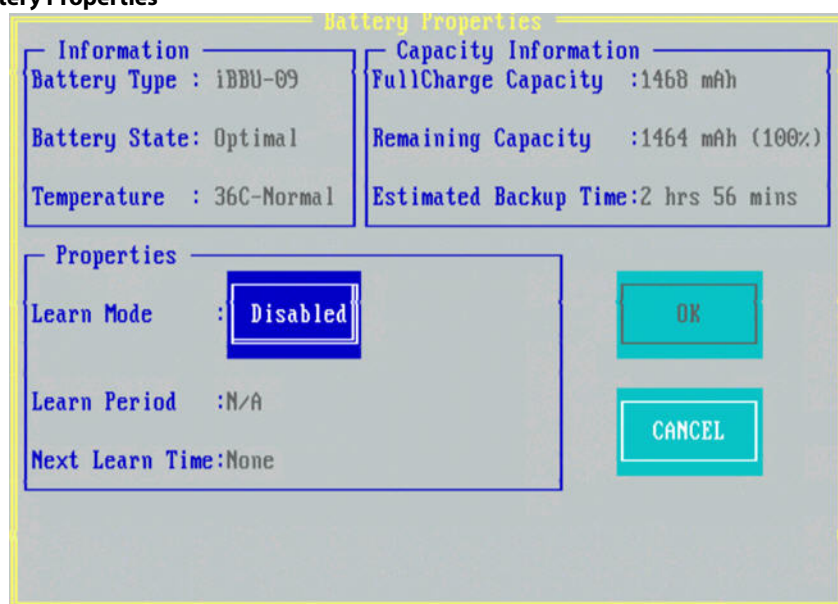 tery Properties
Battery Properties
Information
Battery Type : iBBU-09
Battery State: Optimal
Temperature : 36C-Normal
Capacity Information
FullCharge Capacity :1468 mAh
Remaining Capacity :1464 mAh (100%)
Estimated Backup Time:2 hrs 56 mins
Properties
Learn Mode : Disabled
Learn Period :N/A
Next Learn Time:None
OK
CANCEL